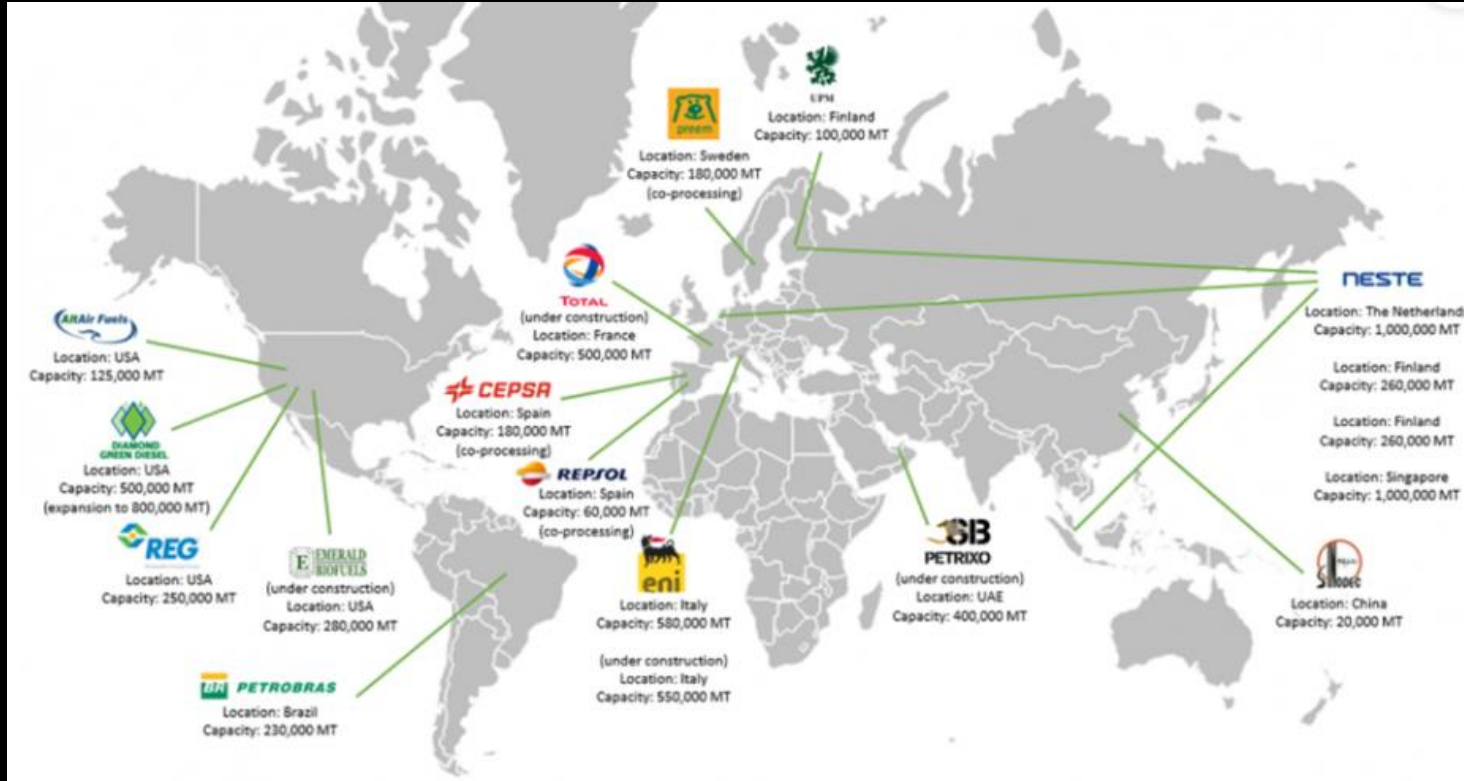 UPM
Location: Finland
Capacity: 100,000 MT
preem
Location: Sweden
Capacity: 180,000 MT
(co-processing)
TOTAL
(under construction)
Location: France
Capacity: 500,000 MT
NESTE
Location: The Netherland
Capacity: 1,000,000 MT
Location: Finland
Capacity: 260,000 MT
Location: Finland
Capacity: 260,000 MT
Location: Singapore
Capacity: 1,000,000 MT
AltAir Fuels
Location: USA
Capacity: 125,000 MT
CEPSA
Location: Spain
Capacity: 180,000 MT
(co-processing)
DIAMOND
GREEN DIESEL
Location: USA
Capacity: 500,000 MT
(expansion to 800,000 MT)
REPSOL
Location: Spain
Capacity: 60,000 MT
(co-processing)
REG
Location: USA
Capacity: 250,000 MT
E EMERALD
BIOFUELS
(under construction)
Location: USA
Capacity: 280,000 MT
eni
Location: Italy
Capacity: 580,000 MT
(under construction)
Location: Italy
Capacity: 550,000 MT
SB
PETRIXO
(under construction)
Location: UAE
Capacity: 400,000 MT
Location: China
Capacity: 20,000 MT
BR PETROBRAS
Location: Brazil
Capacity: 230,000 MT